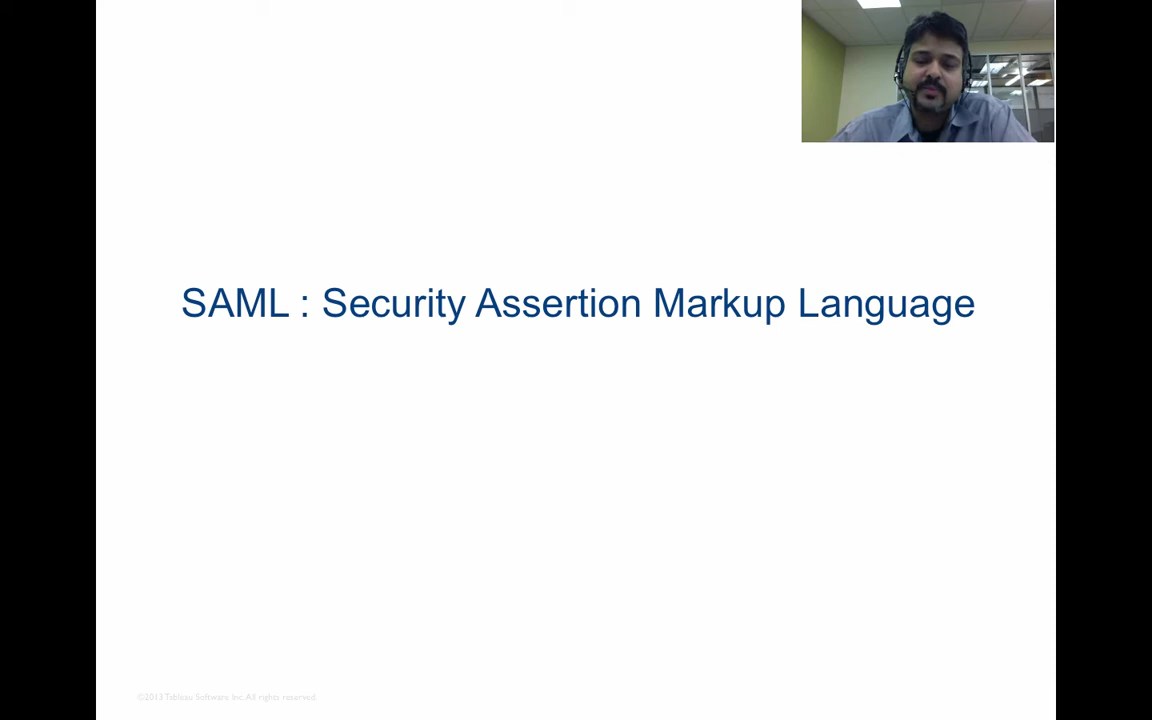 SAML : Security Assertion Markup Language
©2013 Tableau Software Inc. All rights reserved.